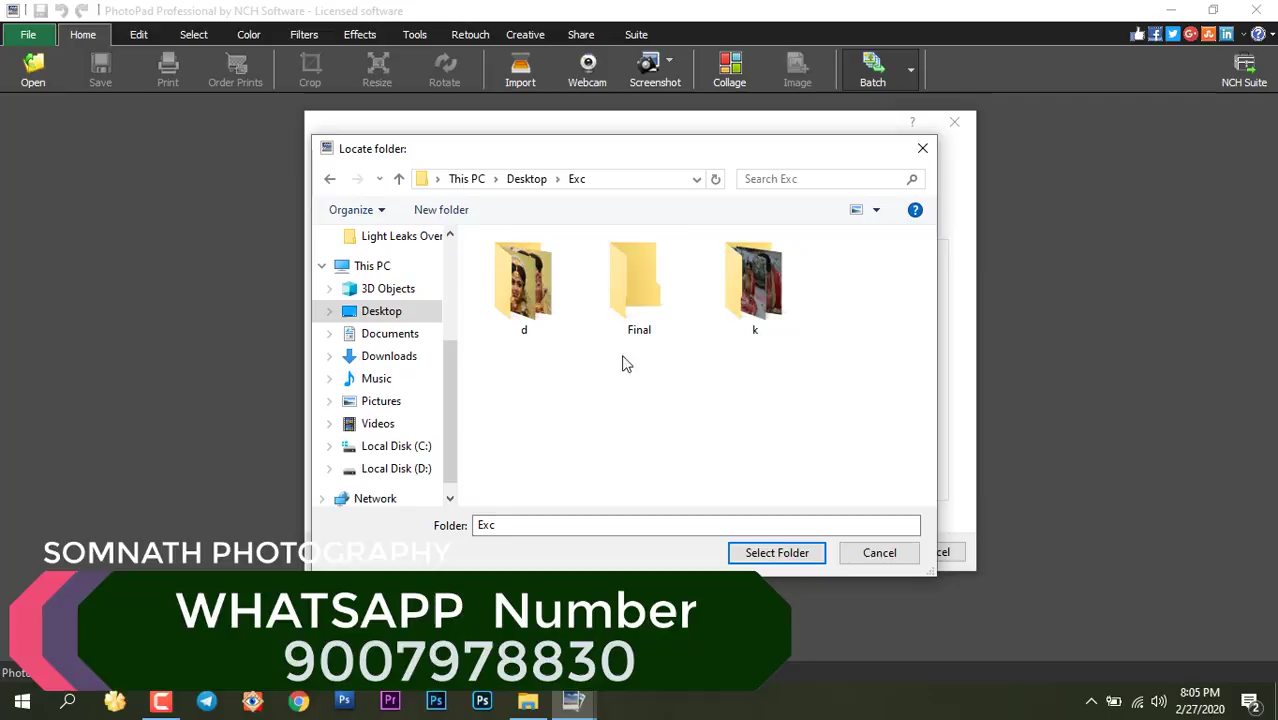 PhotoPad Professional by NCH Software - Licensed software
File
Home
Edit
Select
Color
Filters
Effects
Tools
Retouch
Creative
Share
Suite
Open
Save
Print
Order Prints
Crop
Resize
Rotate
Import
Webcam
Screenshot
Collage
Image
Batch
NCH Suite
Locate folder:
This PC
Desktop
Exc
Search Exc
Organize
New folder
Light Leaks Over
This PC
3D Objects
Desktop
Documents
Downloads
Music
Pictures
Videos
Local Disk (C:)
Local Disk (D:)
Network
d
Final
k
Folder: Exc
Select Folder
Cancel
cel
SOMNATH PHOTOGRAPHY
WHATSAPP Number
9007978830
Photo
8:05 PM
2/27/2020
2